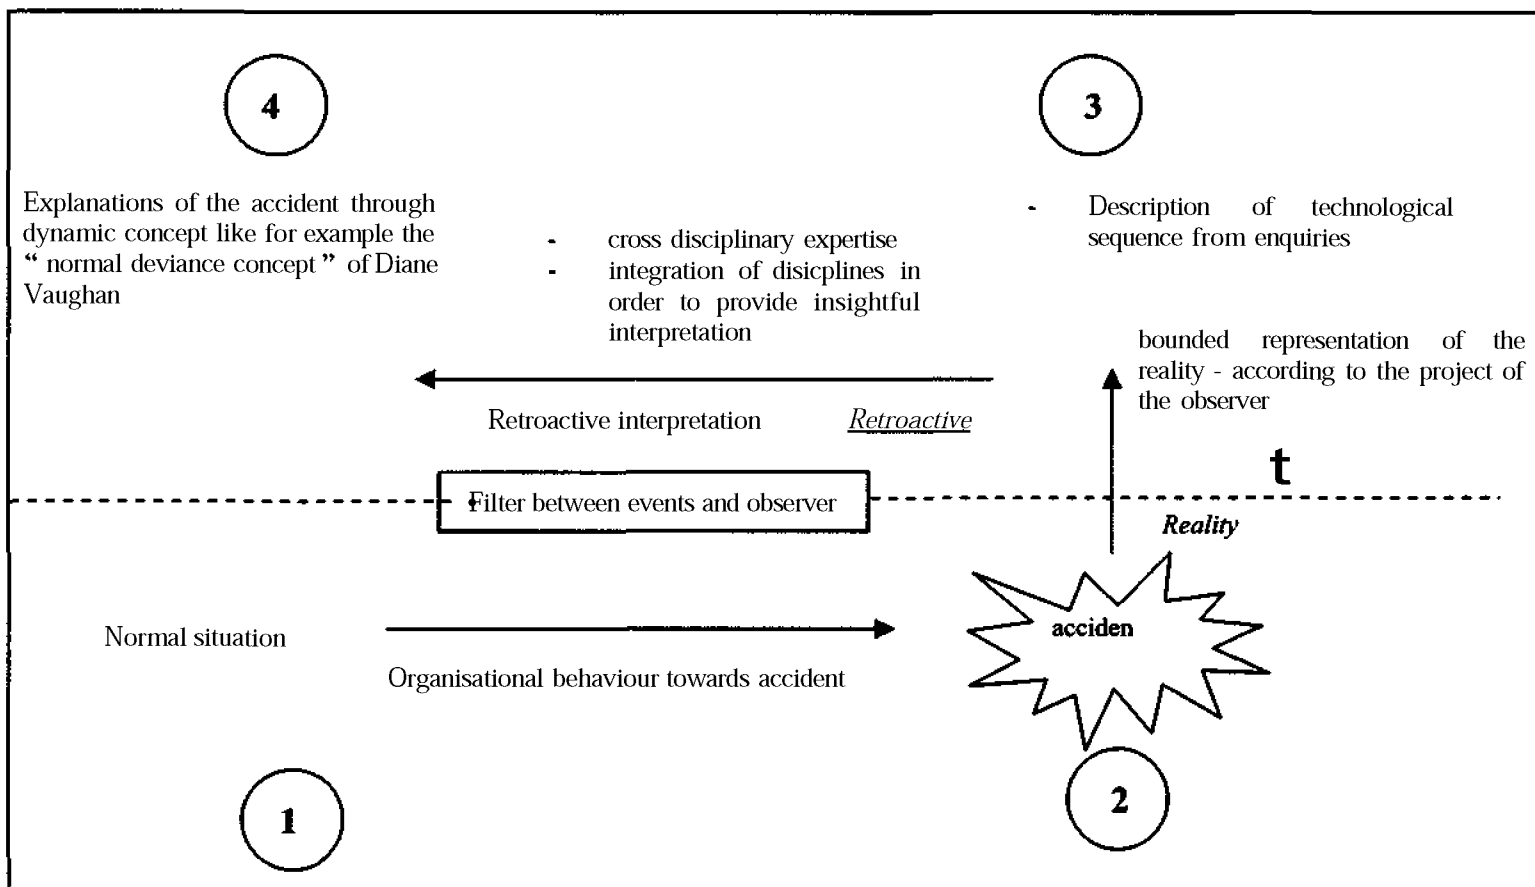 4
3
Explanations of the accident through
dynamic concept like for example the
“ normal deviance concept ” of Diane
Vaughan
- cross disciplinary expertise
- integration of disicplines in
order to provide insightful
interpretation
- Description of technological
sequence from enquiries
bounded representation of the
reality - according to the project of
the observer
Retroactive interpretation
Retroactive
t
Filter between events and observer
Reality
Normal situation
Organisational behaviour towards accident
acciden
1
2